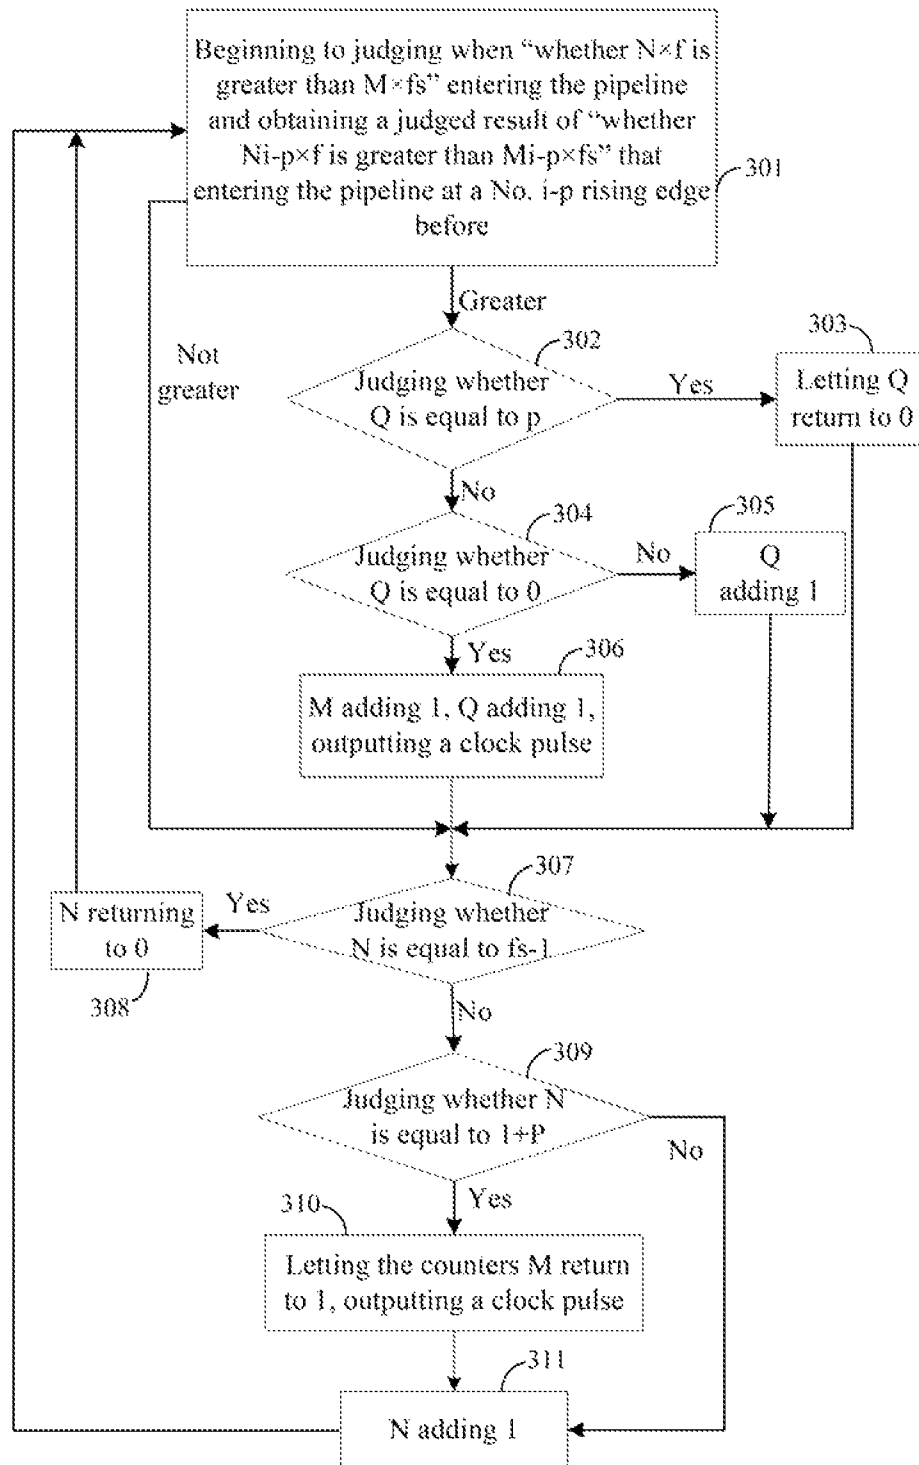 Beginning to judging when “whether N×f is
greater than M×fs” entering the pipeline
and obtaining a judged result of “whether
Ni-p×f is greater than Mi-p×fs” that
entering the pipeline at a No. i-p rising edge
before
301
Greater
Not
greater
302
Judging whether
Q is equal to p
Yes
303
Letting Q
return to 0
No
304
Judging whether
Q is equal to 0
No
305
Q
adding 1
Yes
306
M adding 1, Q adding 1,
outputting a clock pulse
307
Judging whether
N is equal to fs-1
Yes
N returning
to 0
308
No
309
Judging whether N
is equal to 1+P
No
Yes
310
Letting the counters M return
to 1, outputting a clock pulse
311
N adding 1